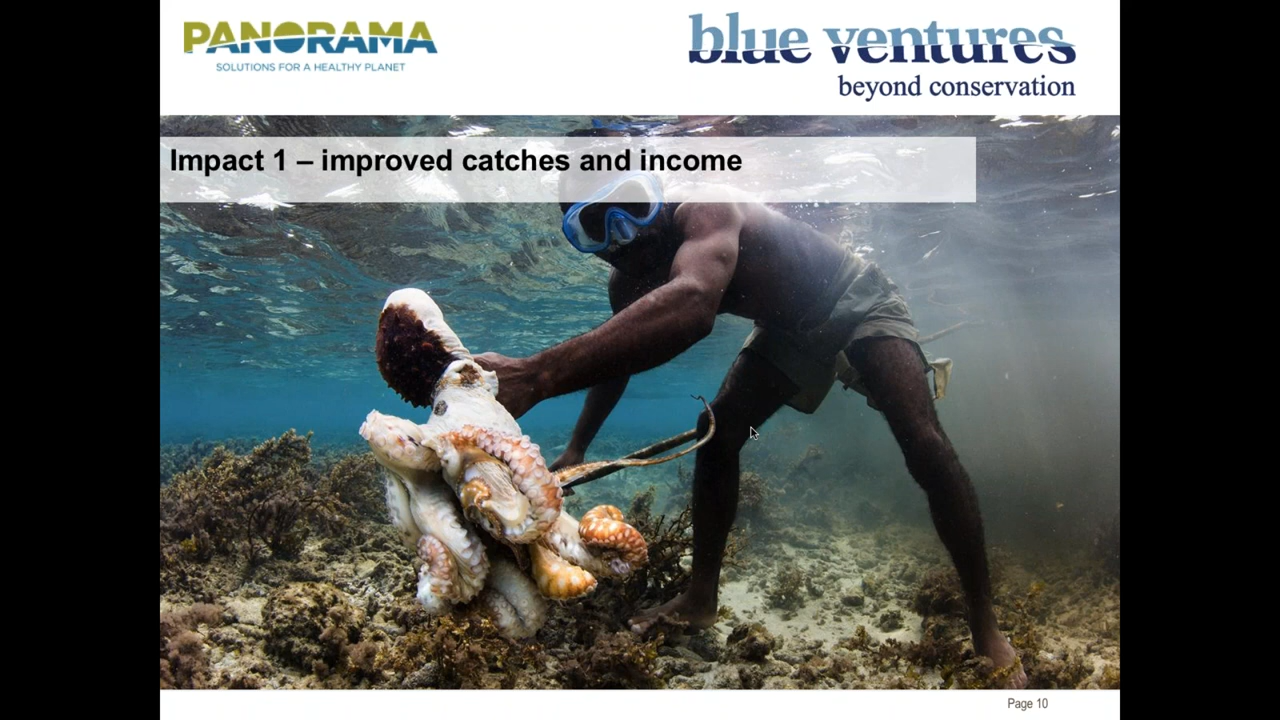 PANORAMA
SOLUTIONS FOR A HEALTHY PLANET
blue ventures
beyond conservation
Impact 1 – improved catches and income
Page 10